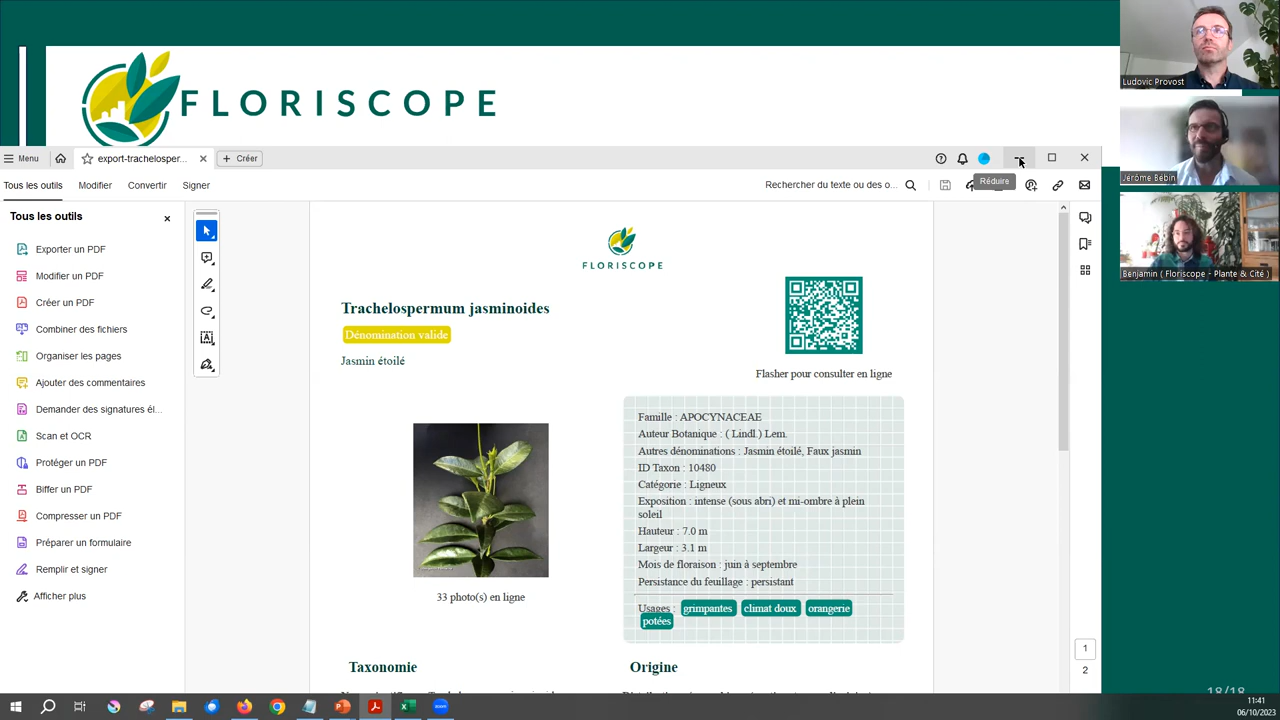 FLORISCOPE
Menu
export-trachelosper...
Créer
Tous les outils
Modifier
Convertir
Signer
Rechercher du texte ou des o...
Réduire
Tous les outils
Exporter un PDF
Modifier un PDF
Créer un PDF
Combiner des fichiers
Organiser les pages
Ajouter des commentaires
Demander des signatures él...
Scan et OCR
Protéger un PDF
Biffer un PDF
Compresser un PDF
Préparer un formulaire
Remplir et signer
Afficher plus
FLORISCOPE
Trachelospermum jasminoides
Dénomination valide
Jasmin étoilé
Flasher pour consulter en ligne
33 photo(s) en ligne
Famille : APOCYNACEAE
Auteur Botanique : ( Lindl.) Lem.
Autres dénominations : Jasmin étoilé, Faux jasmin
ID Taxon : 10480
Catégorie : Ligneux
Exposition : intense (sous abri) et mi-ombre à plein
soleil
Hauteur : 7.0 m
Largeur : 3.1 m
Mois de floraison : juin à septembre
Persistance du feuillage : persistant
Usages : grimpantes climat doux orangerie
potées
Taxonomie
Origine
1
2
Ludovic Provost
Jerôme Bebin
Benjamin ( Floriscope - Plante & Cité )
18/18
11:41
06/10/2023